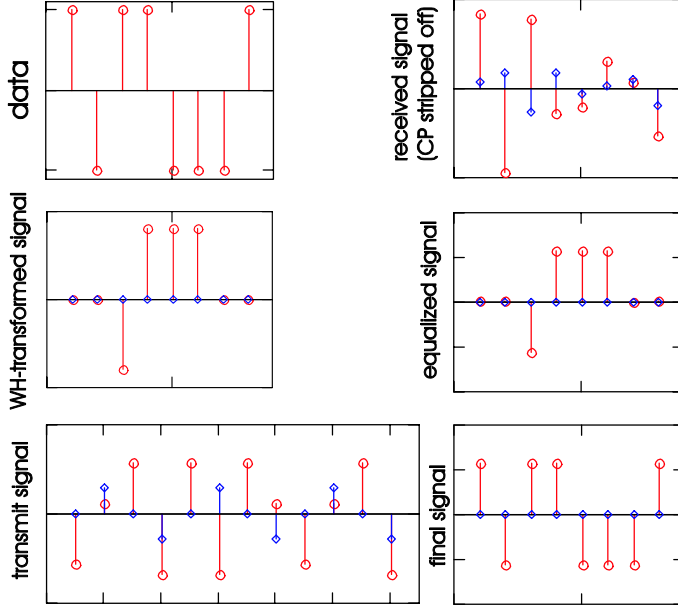 data
received signal
(CP stripped off)
WH-transformed signal
equalized signal
transmit signal
final signal